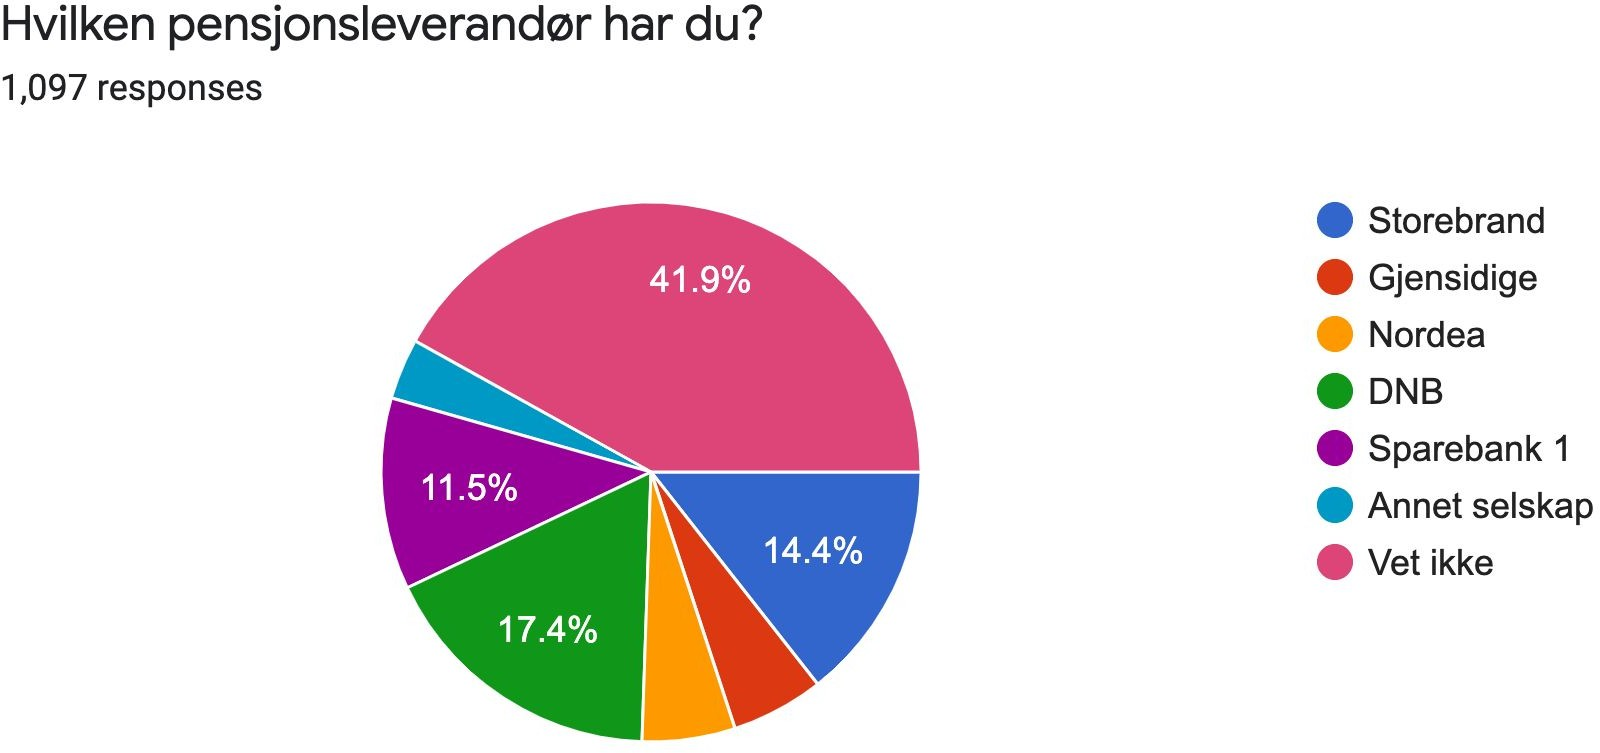 Hvilken pensjonsleverandør har du?
1,097 responses
41.9%
11.5%
14.4%
17.4%
Storebrand
Gjensidige
Nordea
DNB
Sparebank 1
Annet selskap
Vet ikke